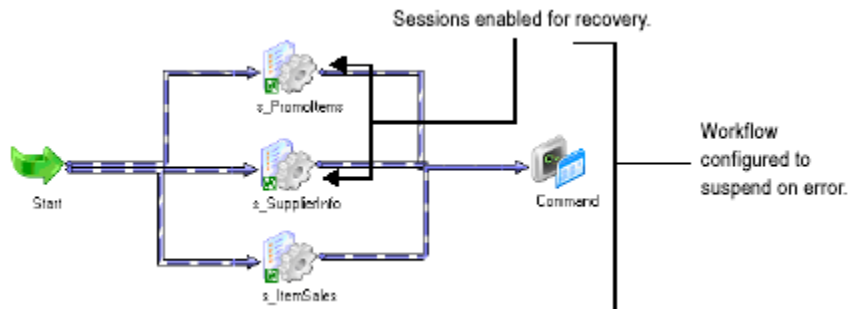 Sessions enabled for recovery.
s_PromoItems
Workflow
configured to
suspend on error.
Start
s_SupplierInfo
Command
s_ItemSales